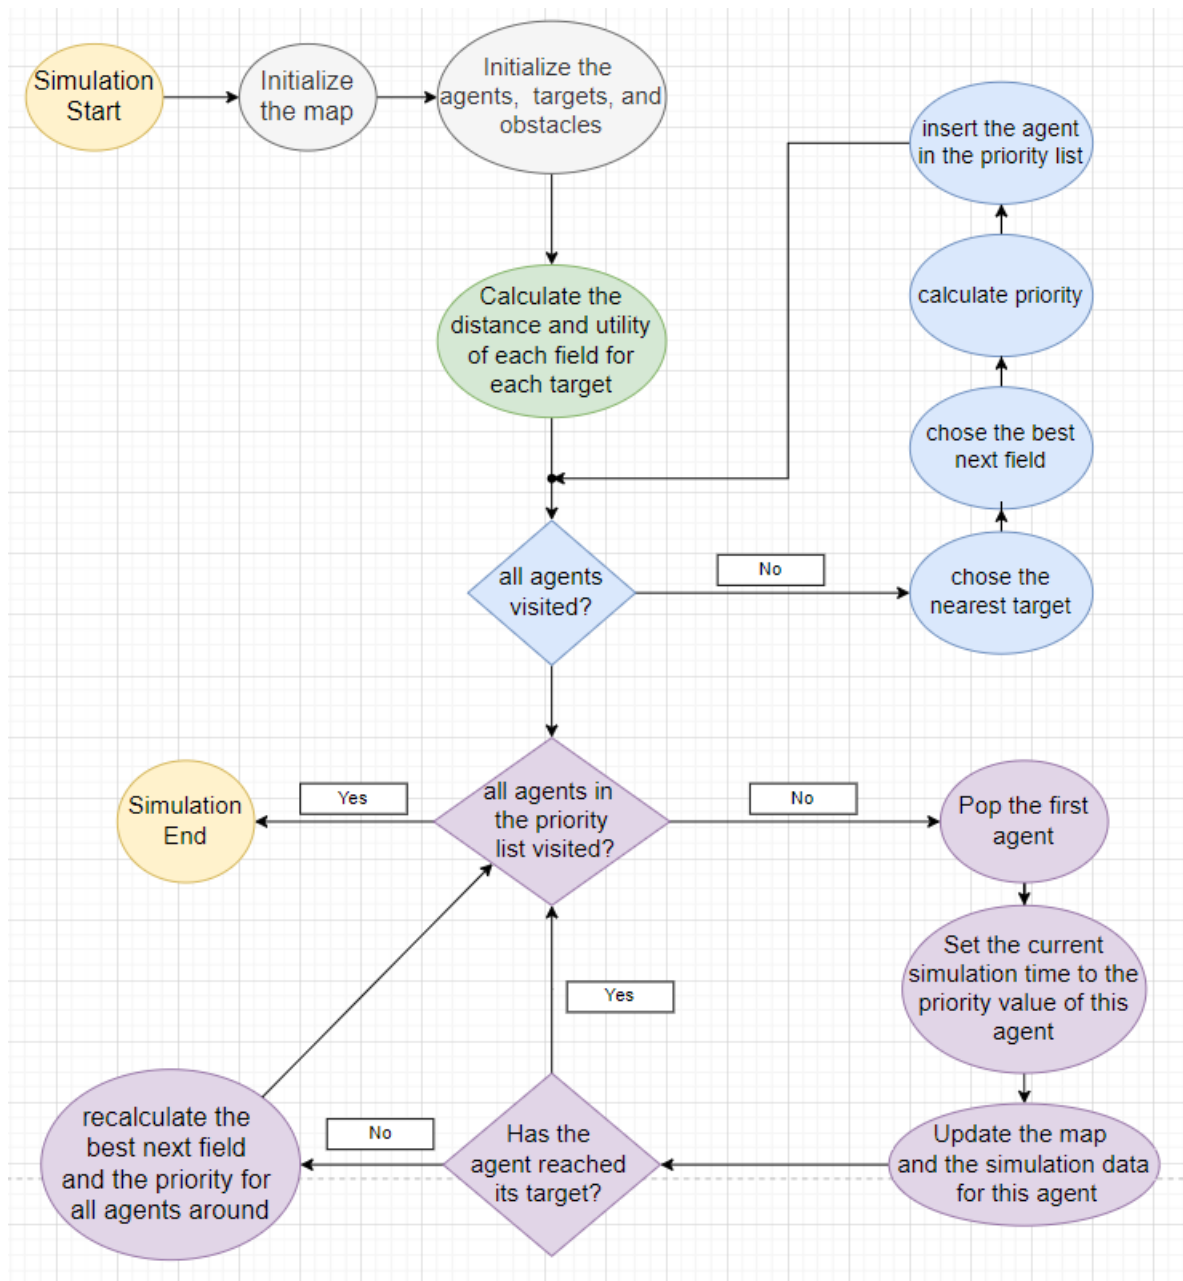 Simulation
Start
Initialize
the map
Initialize the
agents,  targets, and
obstacles
insert the agent
in the priority list
calculate priority
chose the best
next field
chose the
nearest target
Calculate the
distance and utility
of each field for
each target
all agents
visited?
No
all agents in
the priority
list visited?
Yes
Simulation
End
No
Pop the first
agent
Set the current
simulation time to the
priority value of this
agent
Update the map
and the simulation data
for this agent
Has the
agent reached
its target?
Yes
No
recalculate the
best next field
and the priority for
all agents around